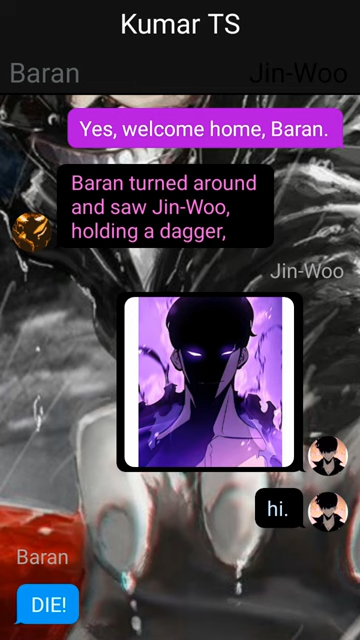 Kumar TS
Baran
Jin-Woo
Yes, welcome home, Baran.
Baran turned around
and saw Jin-Woo,
holding a dagger,
Jin-Woo
hi.
Baran
DIE!